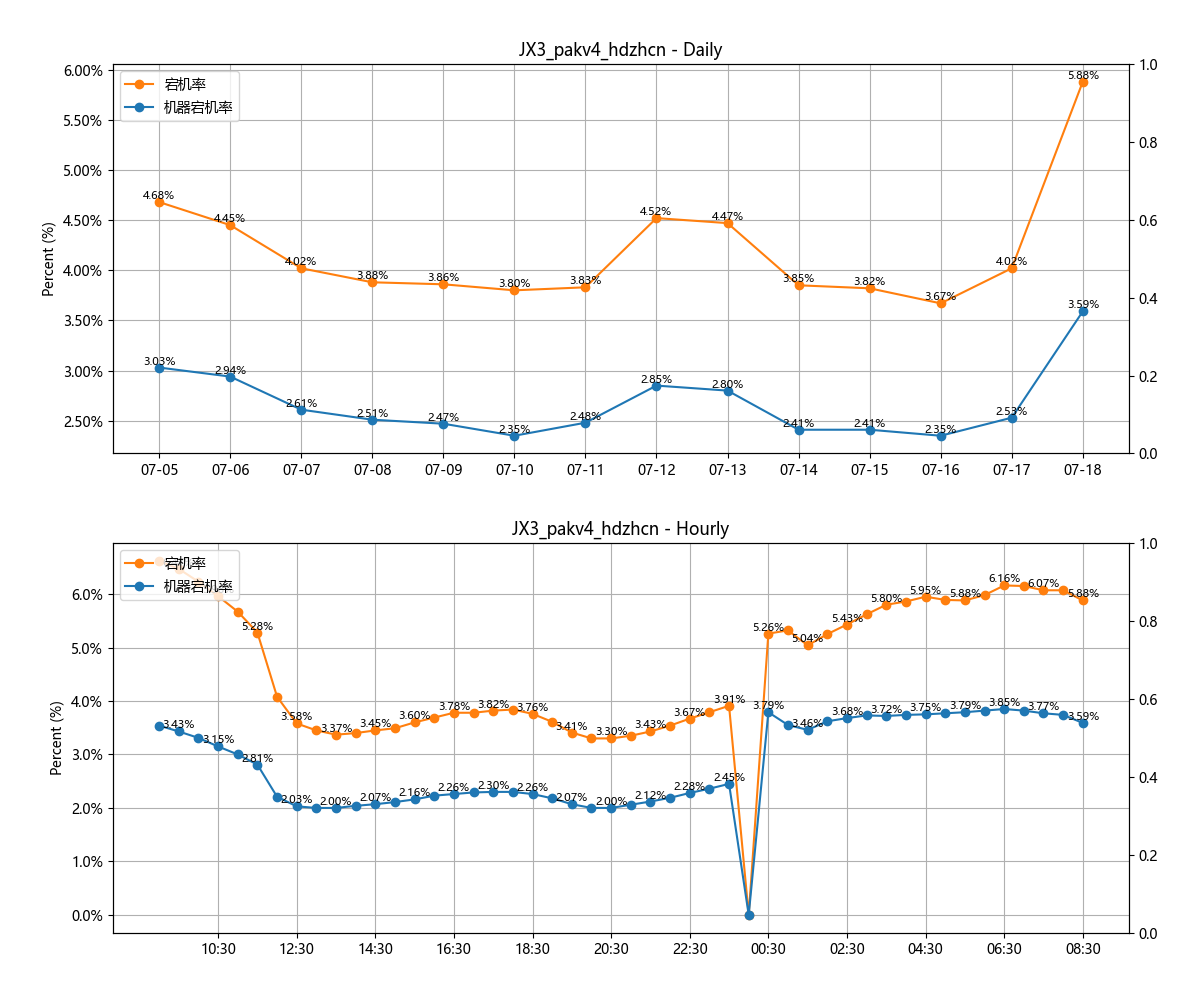 JX3_pakv4_hdzhcn - Daily
宕机率
机器宕机率
Percent (%)
6.00%
5.50%
5.00%
4.50%
4.00%
3.50%
3.00%
2.50%
1.0
0.8
0.6
0.4
0.2
0.0
4.68% 4.45% 4.02% 3.88% 3.86% 3.80% 3.83% 4.52% 4.47% 3.85% 3.82% 3.67% 4.02% 5.88%
3.03% 2.94% 2.61% 2.51% 2.47% 2.35% 2.48% 2.85% 2.80% 2.41% 2.41% 2.35% 2.53% 3.59%
07-05 07-06 07-07 07-08 07-09 07-10 07-11 07-12 07-13 07-14 07-15 07-16 07-17 07-18
JX3_pakv4_hdzhcn - Hourly
宕机率
机器宕机率
Percent (%)
6.0%
5.0%
4.0%
3.0%
2.0%
1.0%
0.0%
1.0
0.8
0.6
0.4
0.2
0.0
5.28% 3.58% 3.37% 3.45% 3.60% 3.78% 3.82% 3.76% 3.41% 3.30% 3.43% 3.67% 3.91% 5.26% 5.04% 5.43% 5.80% 5.95% 5.88% 6.16% 6.07% 5.88%
3.43% 3.15% 2.81% 2.03% 2.00% 2.07% 2.16% 2.26% 2.30% 2.26% 2.07% 2.00% 2.12% 2.28% 2.45% 3.79% 3.46% 3.68% 3.72% 3.75% 3.79% 3.85% 3.77% 3.59%
10:30 12:30 14:30 16:30 18:30 20:30 22:30 00:30 02:30 04:30 06:30 08:30